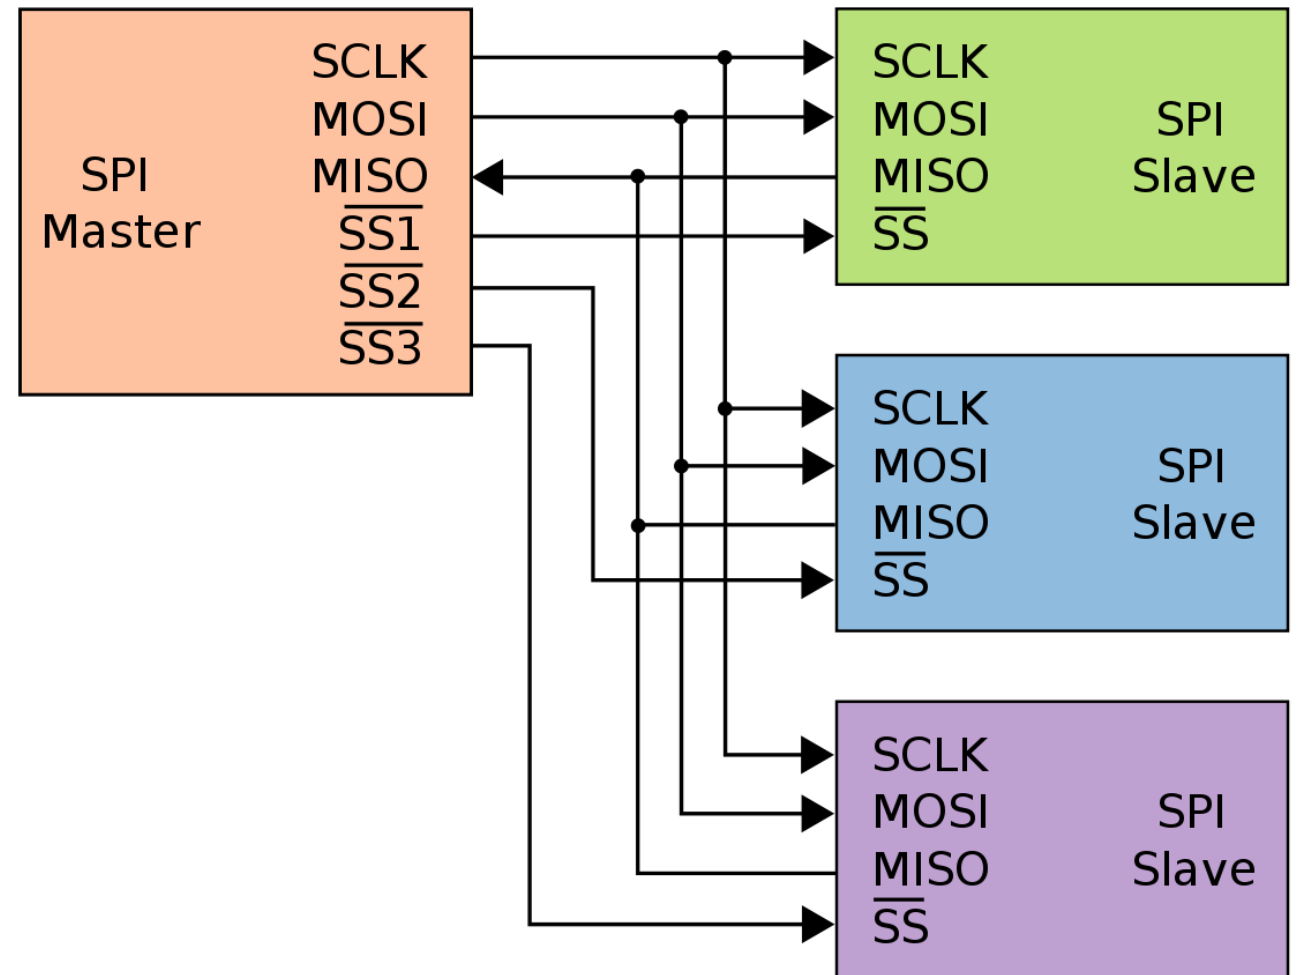 SCLK
MOSI
MISO
SS1
SS2
SS3
SPI
Master
SCLK
MOSI
MISO
SS
SPI
Slave
SCLK
MOSI
MISO
SS
SPI
Slave
SCLK
MOSI
MISO
SS
SPI
Slave